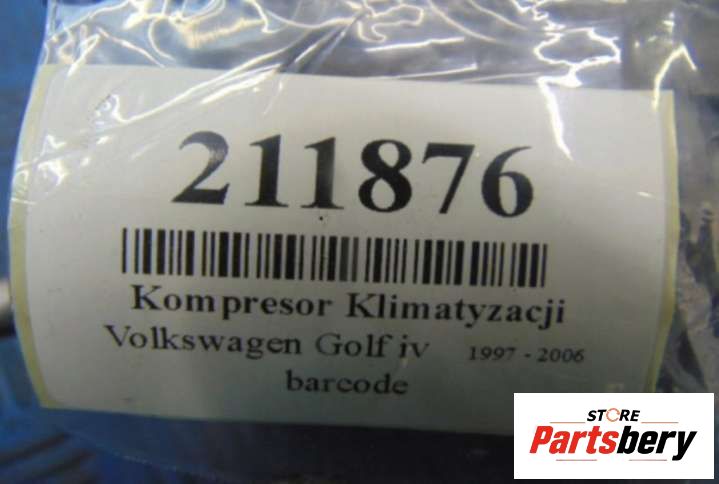 211876
Kompresor Klimatyzacji
Volkswagen Golf iv 1997 - 2006
barcode
STORE
Partsbery